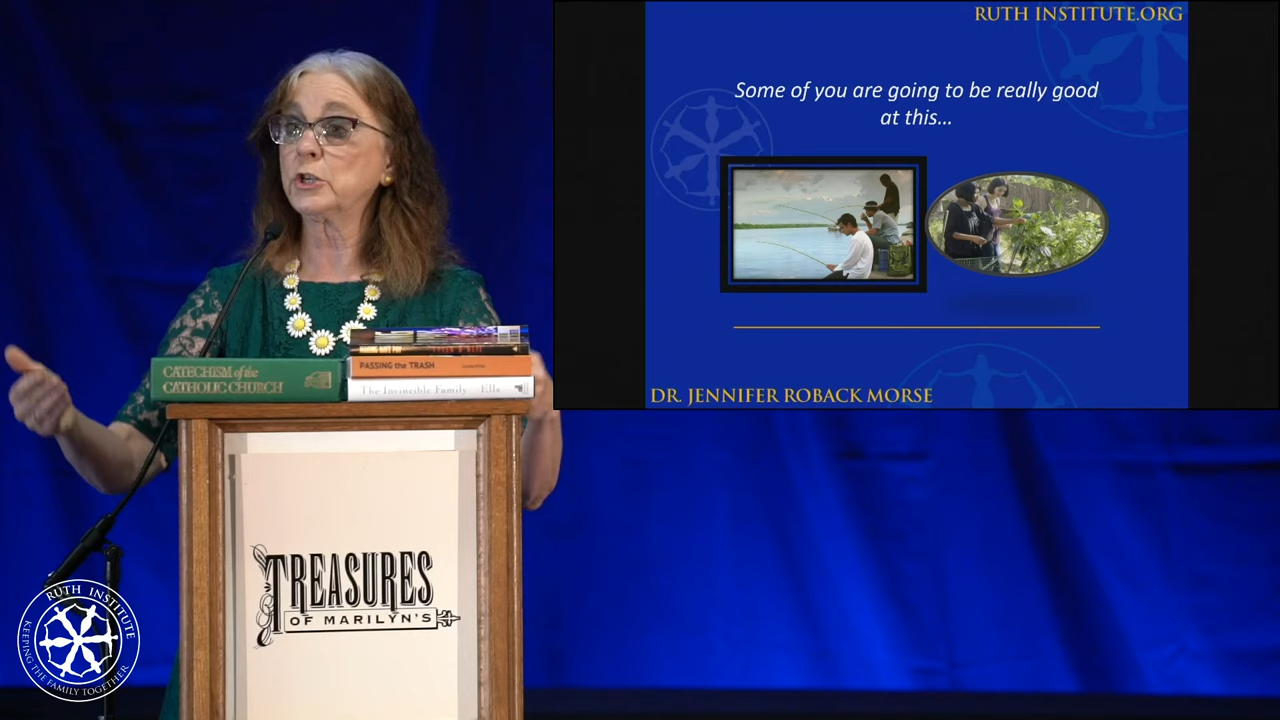 RUTH INSTITUTE.ORG
Some of you are going to be really good
at this...
DR. JENNIFER ROBACK MORSE
CATECHISM of the
CATHOLIC CHURCH
PASSING the TRASH
The Invincible Family Ells
TREASURES
OF MARILYN'S
RUTH INSTITUTE
KEEPING THE FAMILY TOGETHER